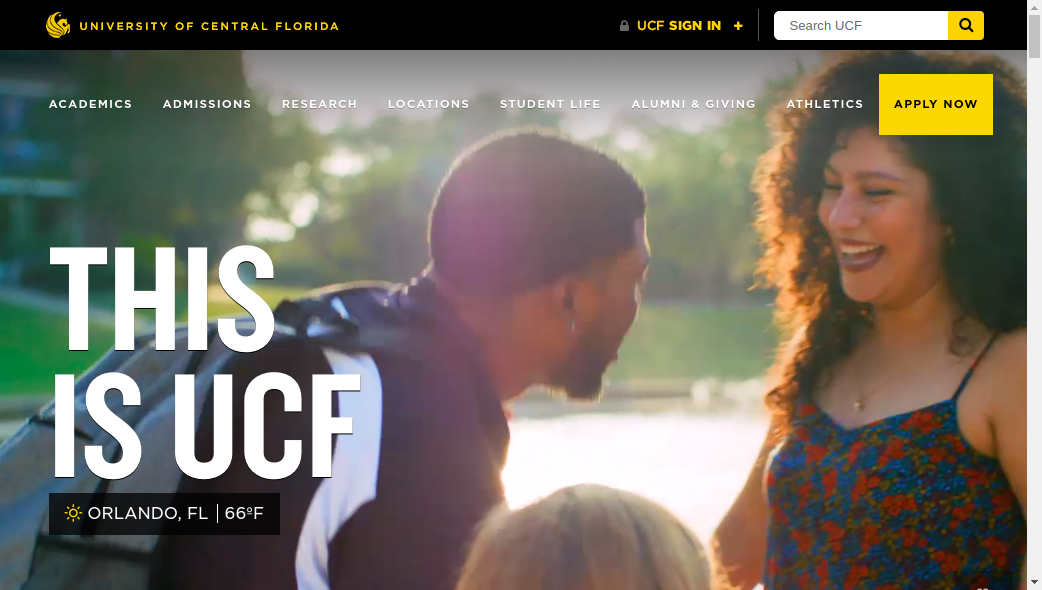 UNIVERSITY OF CENTRAL FLORIDA
UCF SIGN IN +
Search UCF
ACADEMICS
ADMISSIONS
RESEARCH
LOCATIONS
STUDENT LIFE
ALUMNI & GIVING
ATHLETICS
APPLY NOW
THIS
IS UCF
ORLANDO, FL | 66ºF